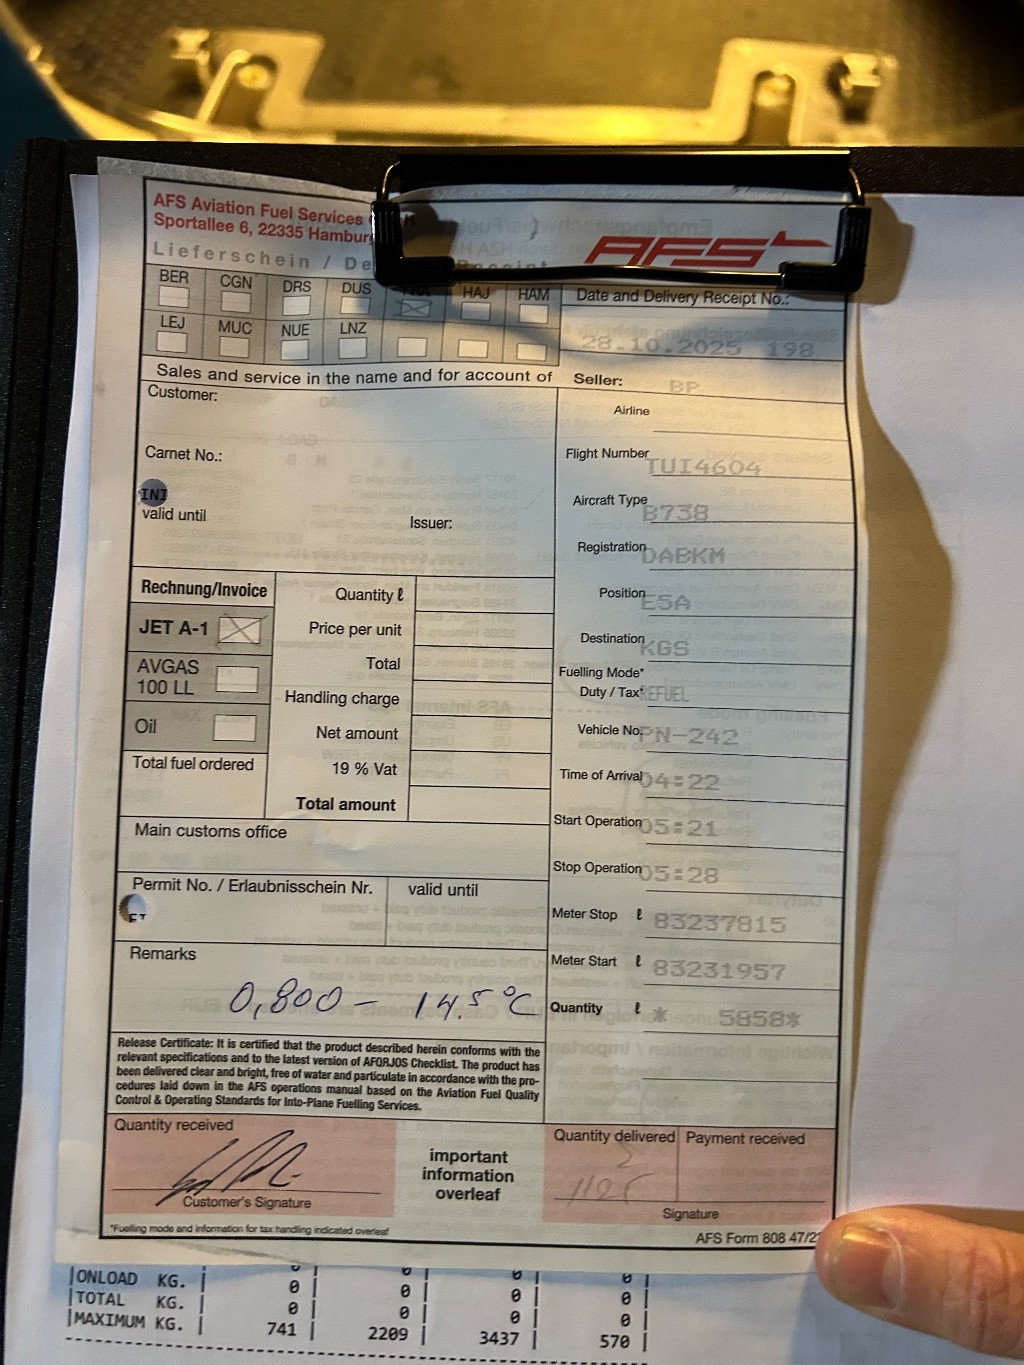 AFS Aviation Fuel Services
Sportallee 6, 22335 Hamburg
AFS
Lieferschein / De
BER CGN DRS DUS FRA HAJ HAM
LEJ MUC NUE LNZ
Date and Delivery Receipt No.:
28.10.2025 198
Sales and service in the name and for account of
Seller: BP
Customer:
Carnet No.:
INI
valid until
Issuer:
Airline
Flight Number TUI4604
Aircraft Type B738
Registration DABKM
Position E5A
Destination KGS
Fuelling Mode*
Duty / Tax* REFUEL
Vehicle No. PN-242
Time of Arrival 04:22
Start Operation 05:21
Stop Operation 05:28
Meter Stop ℓ 83237815
Meter Start ℓ 83231957
Quantity ℓ * 5858*
Rechnung/Invoice
JET A-1
AVGAS
100 LL
Oil
Total fuel ordered
Quantity ℓ
Price per unit
Total
Handling charge
Net amount
19 % Vat
Total amount
Main customs office
Permit No. / Erlaubnisschein Nr.
valid until
Remarks
0,800 - 14.5°C
Release Certificate: It is certified that the product described herein conforms with the
relevant specifications and to the latest version of AFQRJOS Checklist. The product has
been delivered clear and bright, free of water and particulate in accordance with the pro-
cedures laid down in the AFS operations manual based on the Aviation Fuel Quality
Control & Operating Standards for Into-Plane Fuelling Services.
Quantity received
Customer's Signature
important
information
overleaf
Quantity delivered
Payment received
Signature
*Fuelling mode and information for tax handling indicated overleaf
AFS Form 808 47/2
|ONLOAD KG. | 0 | 0 | 0 | 0 |
|TOTAL KG. | 0 | 0 | 0 | 0 |
|MAXIMUM KG. | 741 | 2209 | 3437 | 570 |